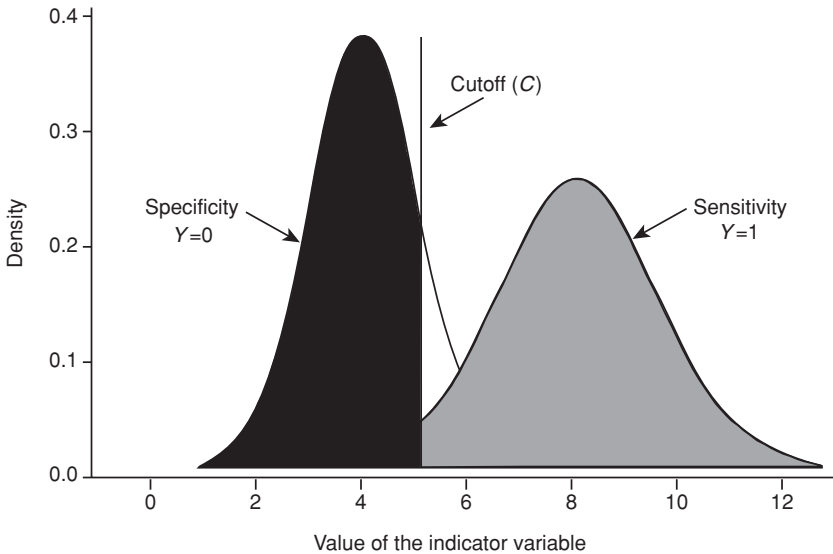 0.4
0.3
0.2
0.1
0.0
Density
Cutoff (C)
Specificity
Y=0
Sensitivity
Y=1
0 2 4 6 8 10 12
Value of the indicator variable